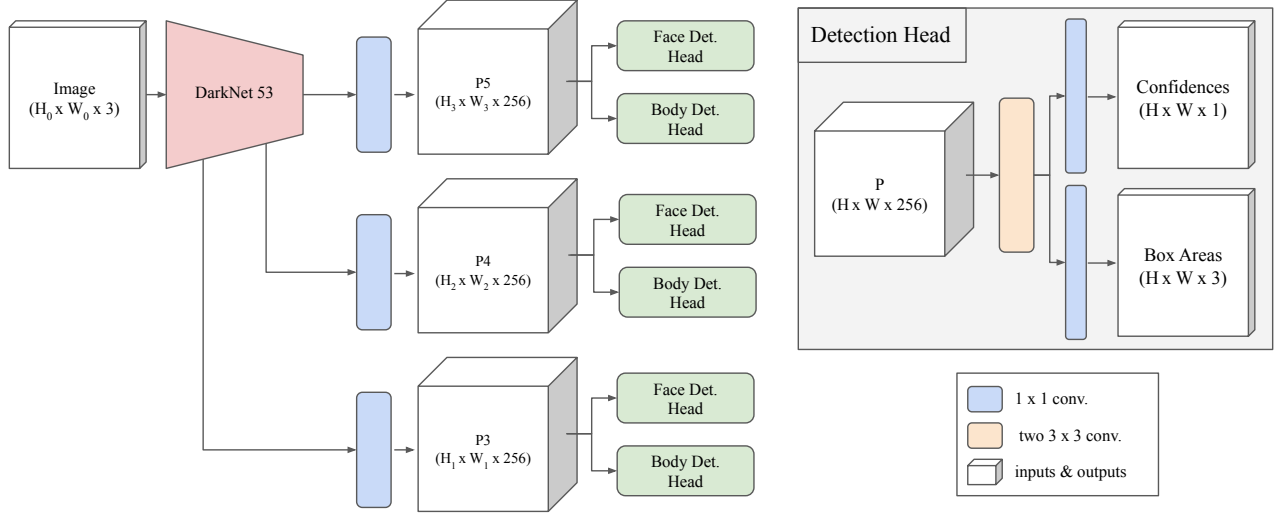 Image
(H₀ x W₀ x 3)
DarkNet 53
P5
(H₃ x W₃ x 256)
Face Det.
Head
Body Det.
Head
P4
(H₂ x W₂ x 256)
Face Det.
Head
Body Det.
Head
P3
(H₁ x W₁ x 256)
Face Det.
Head
Body Det.
Head
Detection Head
P
(H x W x 256)
Confidences
(H x W x 1)
Box Areas
(H x W x 3)
1 x 1 conv.
two 3 x 3 conv.
inputs & outputs